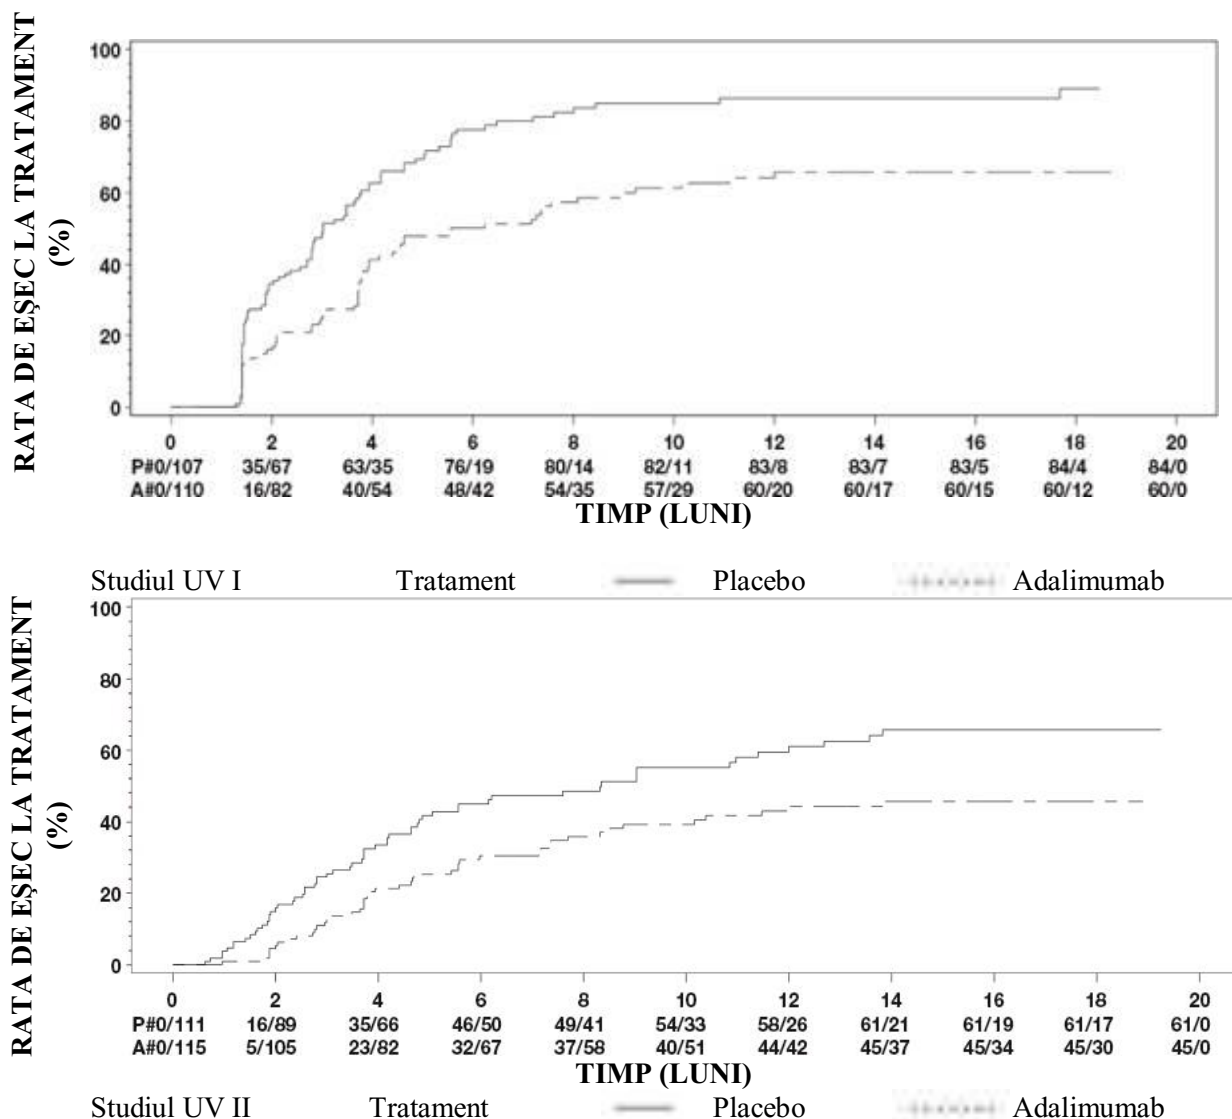 RATA DE EŞEC LA TRATAMENT
(%)
100
80
60
40
20
0
0 2 4 6 8 10 12 14 16 18 20
P#0/107 35/67 63/35 76/19 80/14 82/11 83/8 83/7 83/5 84/4 84/0
A#0/110 16/82 40/54 48/42 54/35 57/29 60/20 60/17 60/15 60/12 60/0
TIMP (LUNI)
Studiul UV I Tratament Placebo Adalimumab
RATA DE EŞEC LA TRATAMENT
(%)
100
80
60
40
20
0
0 2 4 6 8 10 12 14 16 18 20
P#0/111 16/89 35/66 46/50 49/41 54/33 58/26 61/21 61/19 61/17 61/0
A#0/115 5/105 23/82 32/67 37/58 40/51 44/42 45/37 45/34 45/30 45/0
TIMP (LUNI)
Studiul UV II Tratament Placebo Adalimumab